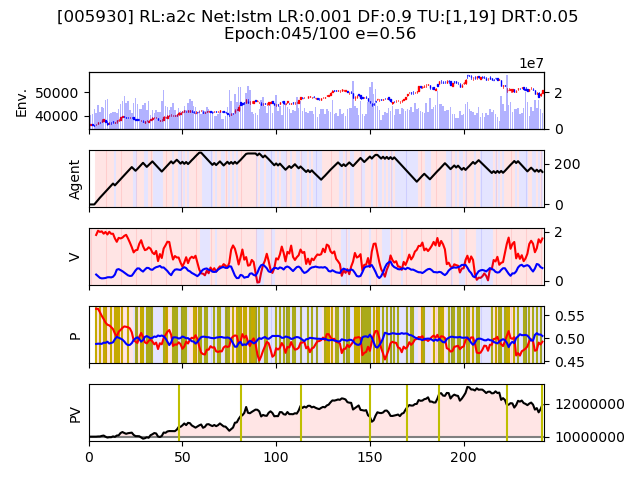 [005930] RL:a2c Net:lstm LR:0.001 DF:0.9 TU:[1,19] DRT:0.05
Epoch:045/100 e=0.56
1e7
Env.
50000
40000
2
0
Agent
200
0
V
2
0
P
0.55
0.50
0.45
PV
12000000
10000000
0 50 100 150 200